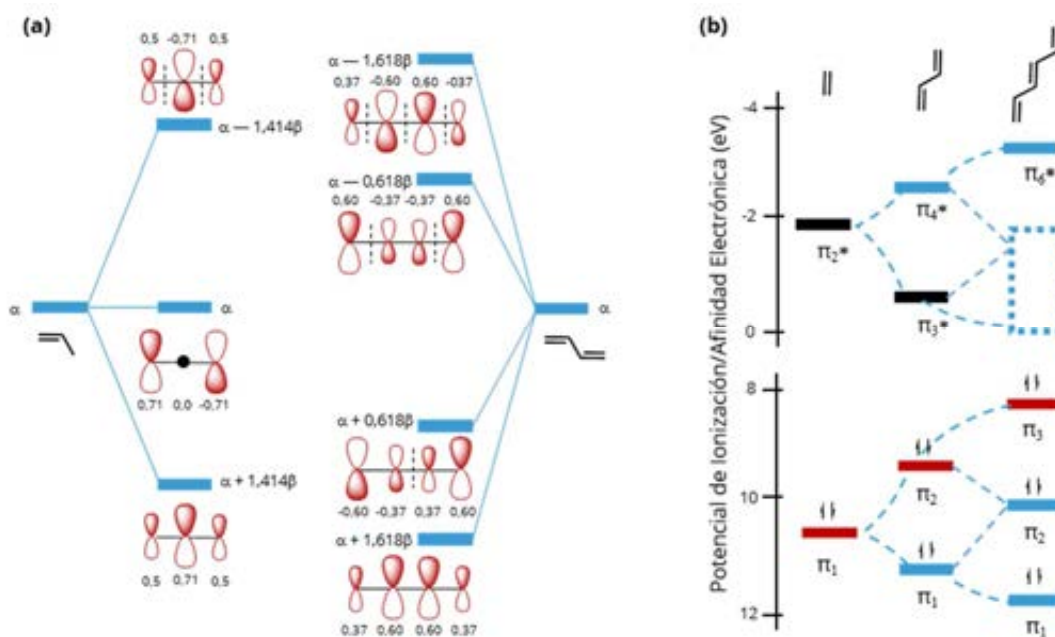 (a)
0,5 -0,71 0,5
α — 1,414β
α
α
0,71 0,0 -0,71
α + 1,414β
0,5 0,71 0,5
α — 1,618β
0.37 -0.60 0.60 -037
α — 0,618β
0.60 -0.37 -0.37 0.60
α
α + 0,618β
-0.60 -0.37 0.37 0.60
α + 1,618β
0.37 0.60 0.60 0.37
(b)
Potencial de Ionización/Afinidad Electrónica (eV)
-4
-2
0
8
10
12
π2*
π4*
π3*
π6*
π1
π2
π1
π3
π2
π1